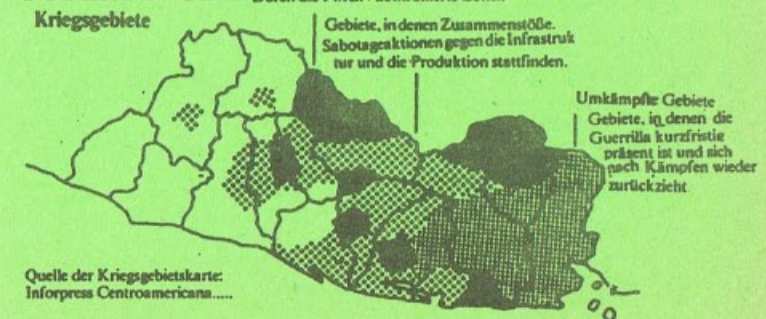 Kriegsgebiete
Gebiete, in denen Zusammenstöße.
Sabotageaktionen gegen die Infrastruk
tur und die Produktion stattfinden.
Umkämpfte Gebiete
Gebiete, in denen die
Guerrilla kurzfristig
präsent ist und sich
nach Kämpfen wieder
zurückzieht
Quelle der Kriegsgebietskarte:
Inforpress Centroamericana.....